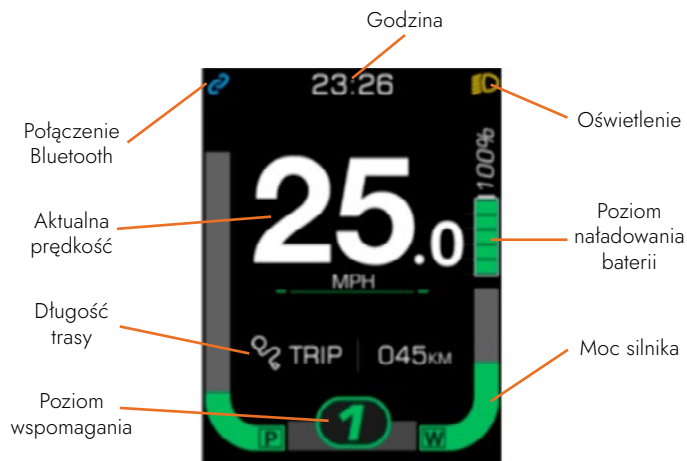 Godzina
23:26
Połączenie
Bluetooth
Oświetlenie
100%
Aktualna
prędkość
25.0
MPH
Poziom
naładowania
baterii
Długość
trasy
TRIP 045KM
Moc silnika
Poziom
wspomagania
P
1
W